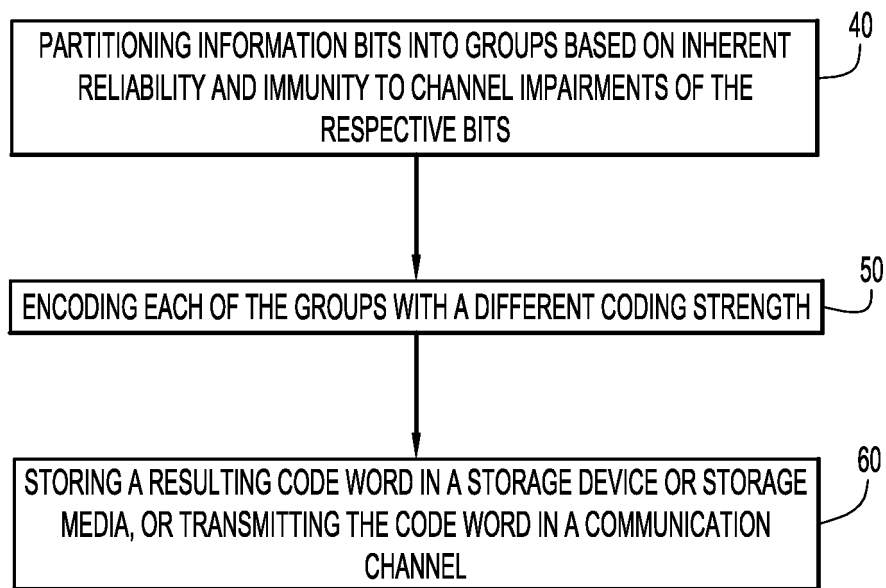 PARTITIONING INFORMATION BITS INTO GROUPS BASED ON INHERENT
RELIABILITY AND IMMUNITY TO CHANNEL IMPAIRMENTS OF THE
RESPECTIVE BITS
40
ENCODING EACH OF THE GROUPS WITH A DIFFERENT CODING STRENGTH
50
STORING A RESULTING CODE WORD IN A STORAGE DEVICE OR STORAGE
MEDIA, OR TRANSMITTING THE CODE WORD IN A COMMUNICATION
CHANNEL
60